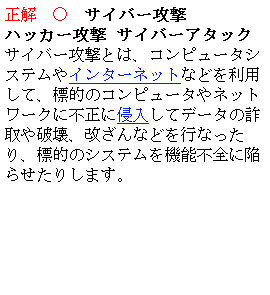 正解　○　サイバー攻撃
ハッカー攻撃 サイバーアタック
サイバー攻撃とは、コンピュータシ
ステムやインターネットなどを利用
して、標的のコンピュータやネット
ワークに不正に侵入してデータの詐
取や破壊、改ざんなどを行なった
り、標的のシステムを機能不全に陥
らせたりします。